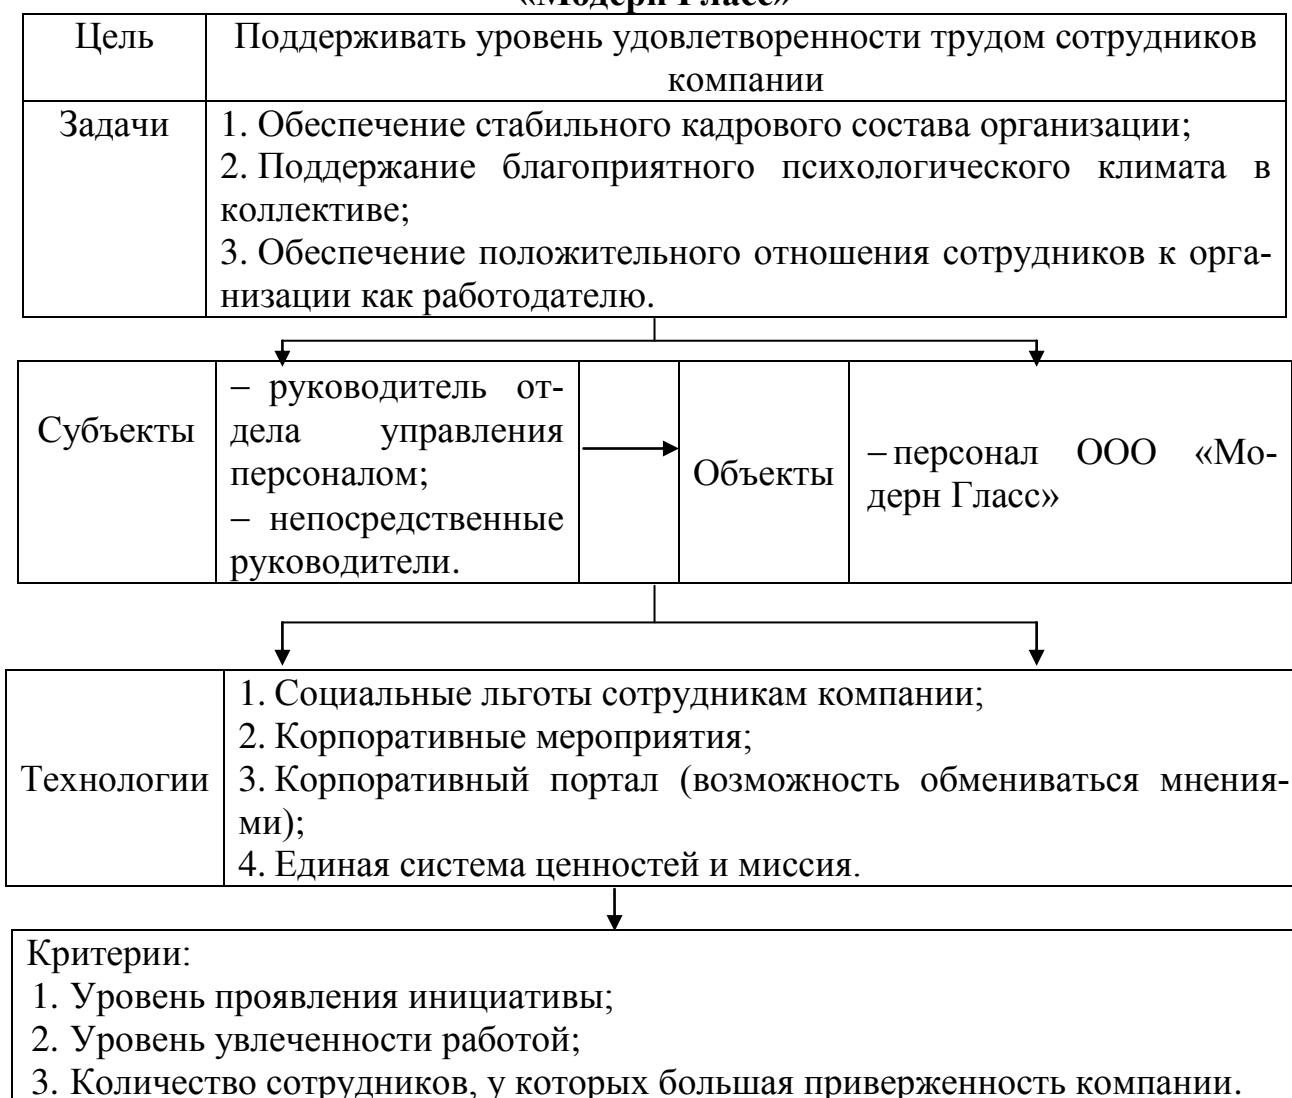 «Модерн Гласс»
Цель
Поддерживать уровень удовлетворенности трудом сотрудников
компании
Задачи
1. Обеспечение стабильного кадрового состава организации;
2. Поддержание благоприятного психологического климата в
коллективе;
3. Обеспечение положительного отношения сотрудников к орга-
низации как работодателю.
Субъекты
– руководитель от-
дела управления
персоналом;
– непосредственные
руководители.
Объекты
– персонал ООО «Мо-
дерн Гласс»
Технологии
1. Социальные льготы сотрудникам компании;
2. Корпоративные мероприятия;
3. Корпоративный портал (возможность обмениваться мнения-
ми);
4. Единая система ценностей и миссия.
Критерии:
1. Уровень проявления инициативы;
2. Уровень увлеченности работой;
3. Количество сотрудников, у которых большая приверженность компании.